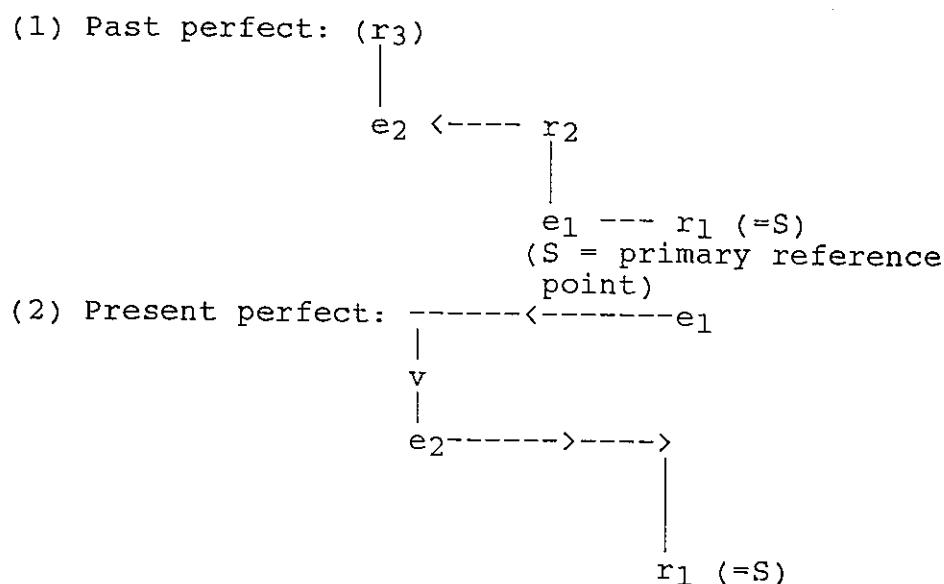 (1) Past perfect: (r3)
e2 <---- r2
e1 --- r1 (=S)
(S = primary reference
point)
(2) Present perfect: ------<-------e1
v
e2------>---->
r1 (=S)